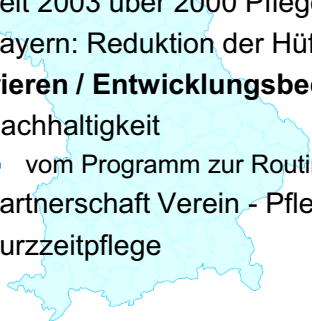 eit 2003 über 2000 Pflege
ayern: Reduktion der Hüf
rieren / Entwicklungsbe
achhaltigkeit
vom Programm zur Routi
artnerschaft Verein - Pfle
urzzeitpflege